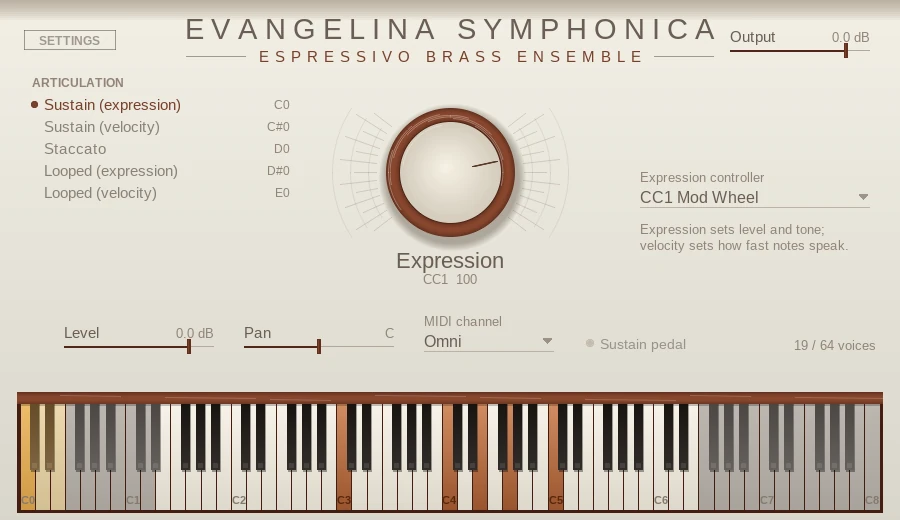 EVANGELINA SYMPHONICA
ESPRESSIVO BRASS ENSEMBLE
SETTINGS
Output 0.0 dB
ARTICULATION
Sustain (expression) C0
Sustain (velocity) C#0
Staccato D0
Looped (expression) D#0
Looped (velocity) E0
Expression controller
CC1 Mod Wheel
Expression sets level and tone;
velocity sets how fast notes speak.
Expression
CC1 100
Level 0.0 dB
Pan C
MIDI channel
Omni
Sustain pedal
19 / 64 voices
C0 C1 C2 C3 C4 C5 C6 C7 C8